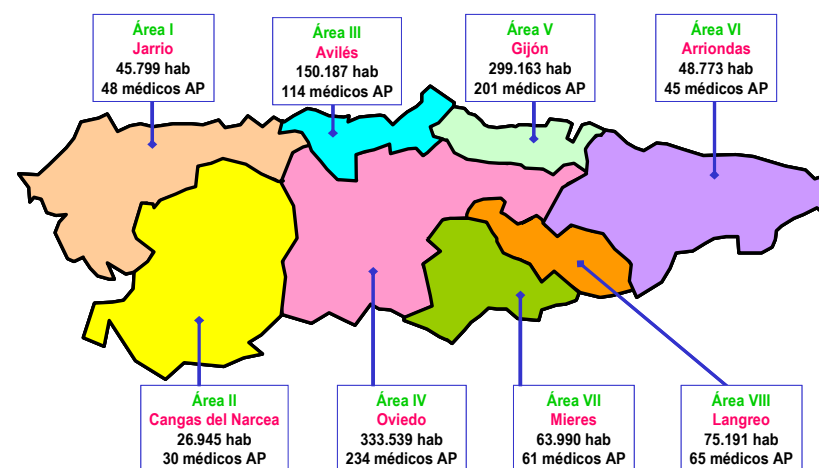 Área I
Jarrio
45.799 hab
48 médicos AP
Área III
Avilés
150.187 hab
114 médicos AP
Área V
Gijón
299.163 hab
201 médicos AP
Área VI
Arriondas
48.773 hab
45 médicos AP
Área II
Cangas del Narcea
26.945 hab
30 médicos AP
Área IV
Oviedo
333.539 hab
234 médicos AP
Área VII
Mieres
63.990 hab
61 médicos AP
Área VIII
Langreo
75.191 hab
65 médicos AP